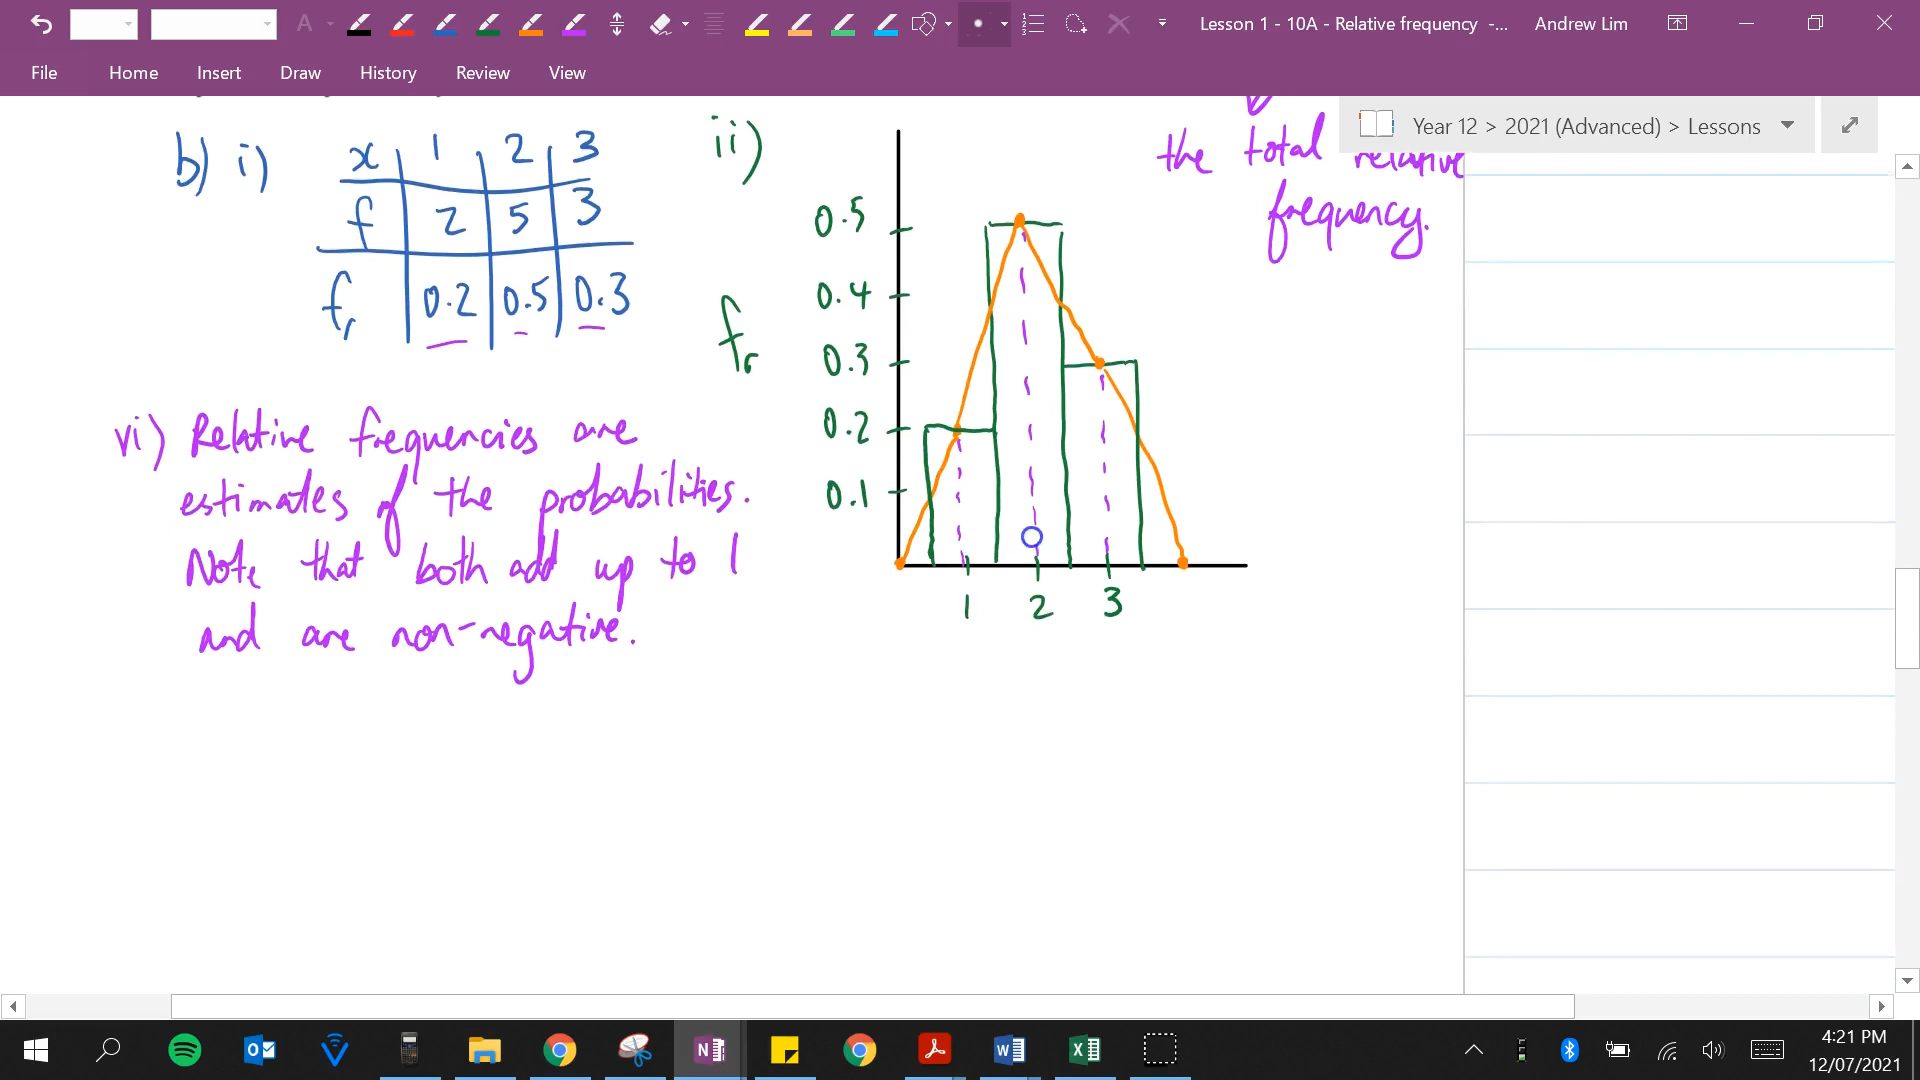 Lesson 1 - 10A - Relative frequency -...
Andrew Lim
File Home Insert Draw History Review View
Year 12 > 2021 (Advanced) > Lessons
the total relative
frequency.
b) i)
x 1 2 3
f 2 5 3
fr 0.2 0.5 0.3
ii)
0.5
0.4
fr
0.3
0.2
0.1
1 2 3
vi) Relative frequencies are
estimates of the probabilities.
Note that both add up to 1
and are non-negative.
4:21 PM
12/07/2021